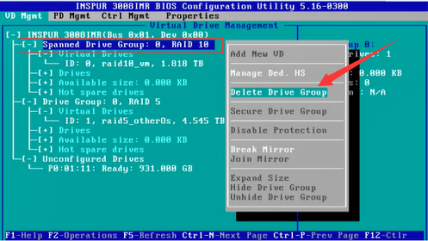 INSPUR 3008IMR BIOS Configuration Utility 5.16-0300
VD Mgmt PD Mgmt Ctrl Mgmt Properties
Virtual Drive Management
[-] INSPUR 3008IMR(Bus 0x01, Dev 0x00)
[-] Spanned Drive Group: 0, RAID 10
[-] Virtual Drives
ID: 0, raid10_vm, 1.818 TB
[+] Drives
[+] Available size: 0.000 KB
[+] Hot spare drives
[-] Drive Group: 0, RAID 5
[-] Virtual Drives
ID: 1, raid5_otherOs, 4.545 TB
[+] Drives
[+] Available size: 0.000 KB
[+] Hot spare drives
[-] Unconfigured Drives
P0:01:11: Ready: 931.000 GB
Add New VD
Manage Ded. HS
Delete Drive Group
Secure Drive Group
Disable Protection
Break Mirror
Join Mirror
Expand Size
Hide Drive Group
Unhide Drive Group
up 0:
rives: 1
0.000 KB
s: 0
: N/A
F1-Help F2-Operations F5-Refresh Ctrl-N-Next Page Ctrl-P-Prev Page F12-Ctlr